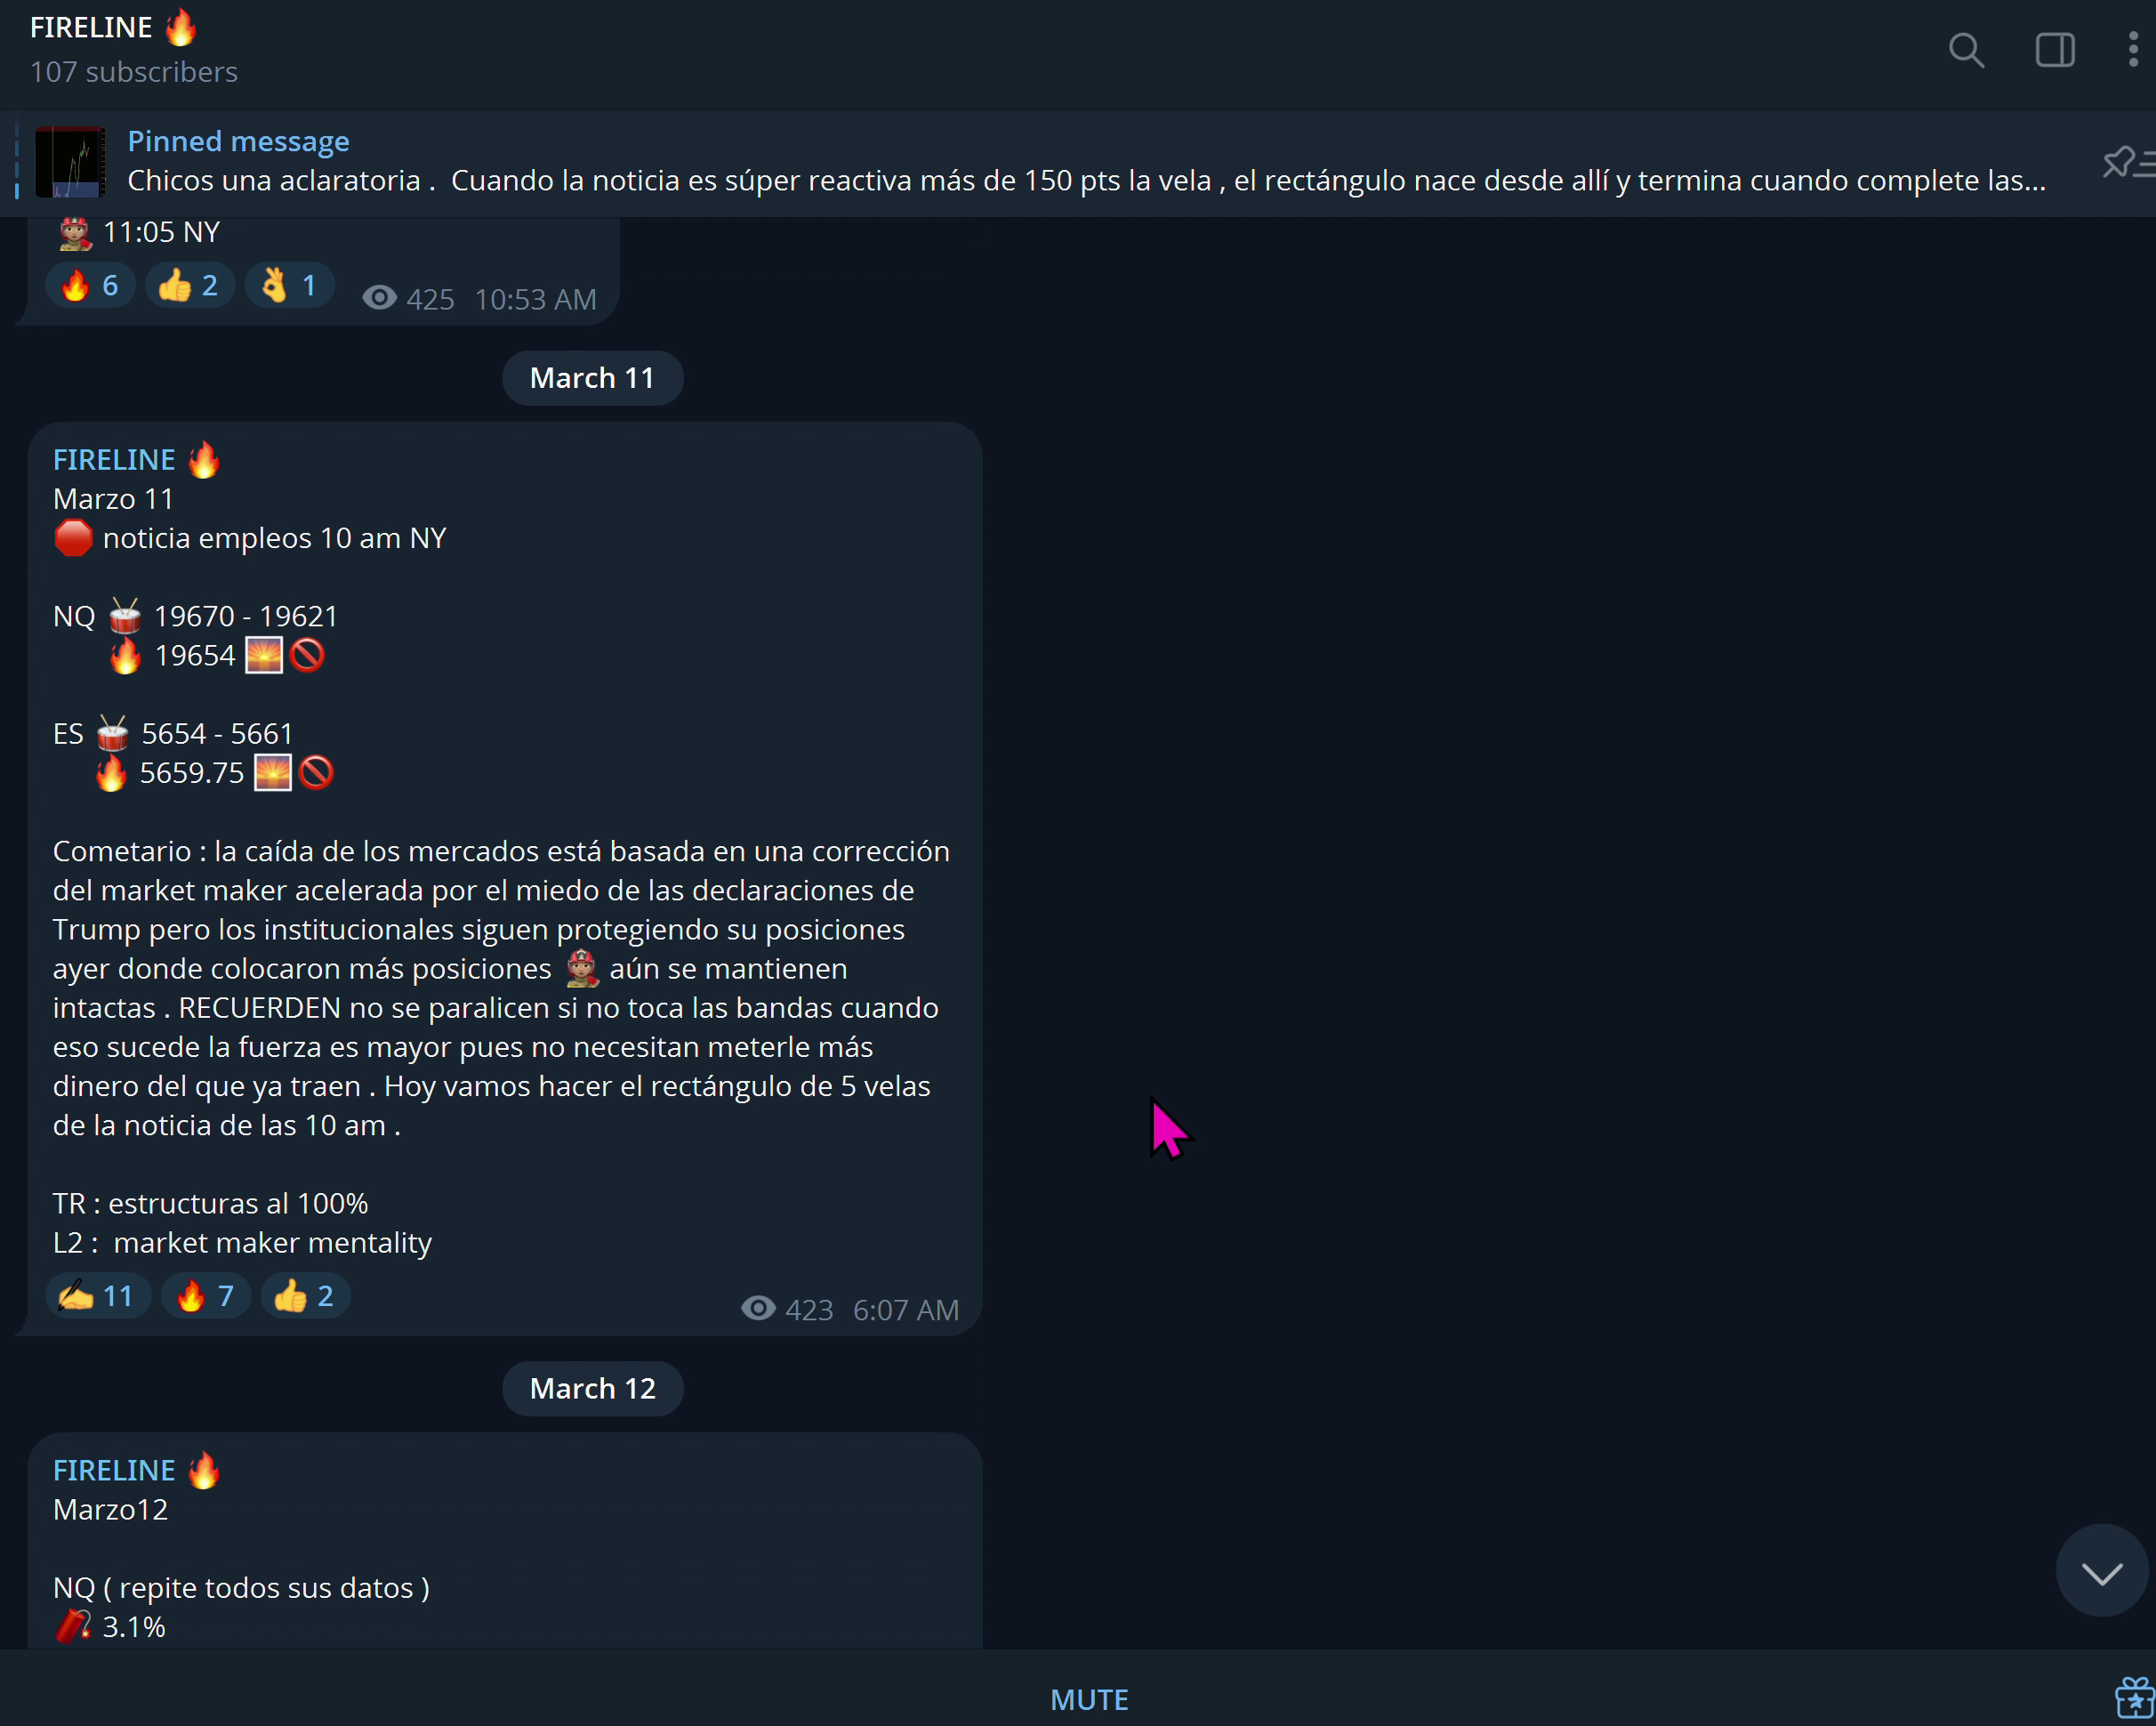 FIRELINE 🔥
107 subscribers
Pinned message
Chicos una aclaratoria .  Cuando la noticia es súper reactiva más de 150 pts la vela , el rectángulo nace desde allí y termina cuando complete las...
11:05 NY
🔥 6 👍 2 👌 1 425 10:53 AM
March 11
FIRELINE 🔥
Marzo 11
🛑 noticia empleos 10 am NY
NQ 🥁 19670 - 19621
🔥 19654 🌅🚫
ES 🥁 5654 - 5661
🔥 5659.75 🌅🚫
Cometario : la caída de los mercados está basada en una corrección
del market maker acelerada por el miedo de las declaraciones de
Trump pero los institucionales siguen protegiendo su posiciones
ayer donde colocaron más posiciones 🧑🏽‍🚒 aún se mantienen
intactas . RECUERDEN no se paralicen si no toca las bandas cuando
eso sucede la fuerza es mayor pues no necesitan meterle más
dinero del que ya traen . Hoy vamos hacer el rectángulo de 5 velas
de la noticia de las 10 am .
TR : estructuras al 100%
L2 :  market maker mentality
✍️ 11 🔥 7 👍 2 423 6:07 AM
March 12
FIRELINE 🔥
Marzo12
NQ ( repite todos sus datos )
🧨 3.1%
MUTE